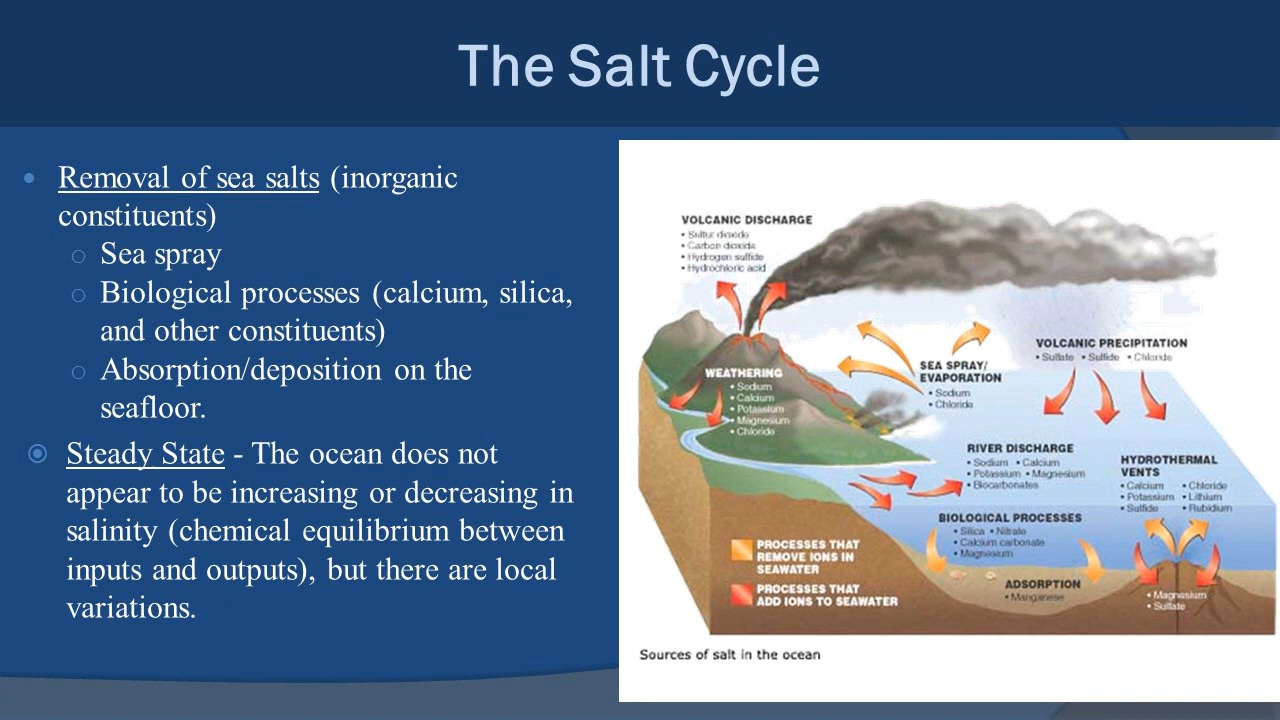 The Salt Cycle
• Removal of sea salts (inorganic
constituents)
o Sea spray
o Biological processes (calcium, silica,
and other constituents)
o Absorption/deposition on the
seafloor.
Steady State - The ocean does not
appear to be increasing or decreasing in
salinity (chemical equilibrium between
inputs and outputs), but there are local
variations.
VOLCANIC DISCHARGE
• Sulfur dioxide
• Carbon dioxida
• Hydrogen sulfide
• Hydrochloric acid
VOLCANIC PRECIPITATION
• Sulfate • Sulfide • Chloride
SEA SPRAY/
EVAPORATION
• Sodium
• Chloride
WEATHERING
• Sodium
• Calcium
• Potassium
• Magnesium
• Chloride
RIVER DISCHARGE
• Sodium • Calcium
• Potassium • Magnesium
• Biocarbonates
HYDROTHERMAL
VENTS
• Calcium • Chloride
• Potassium • Lithium
• Sulfide • Rubidium
BIOLOGICAL PROCESSES
• Silica • Nitrate
• Calcium carbonate
• Magnesium
PROCESSES THAT
REMOVE IONS IN
SEAWATER
PROCESSES THAT
ADD IONS TO SEAWATER
ADSORPTION
• Manganese
• Magnesium
• Sulfate
Sources of salt in the ocean